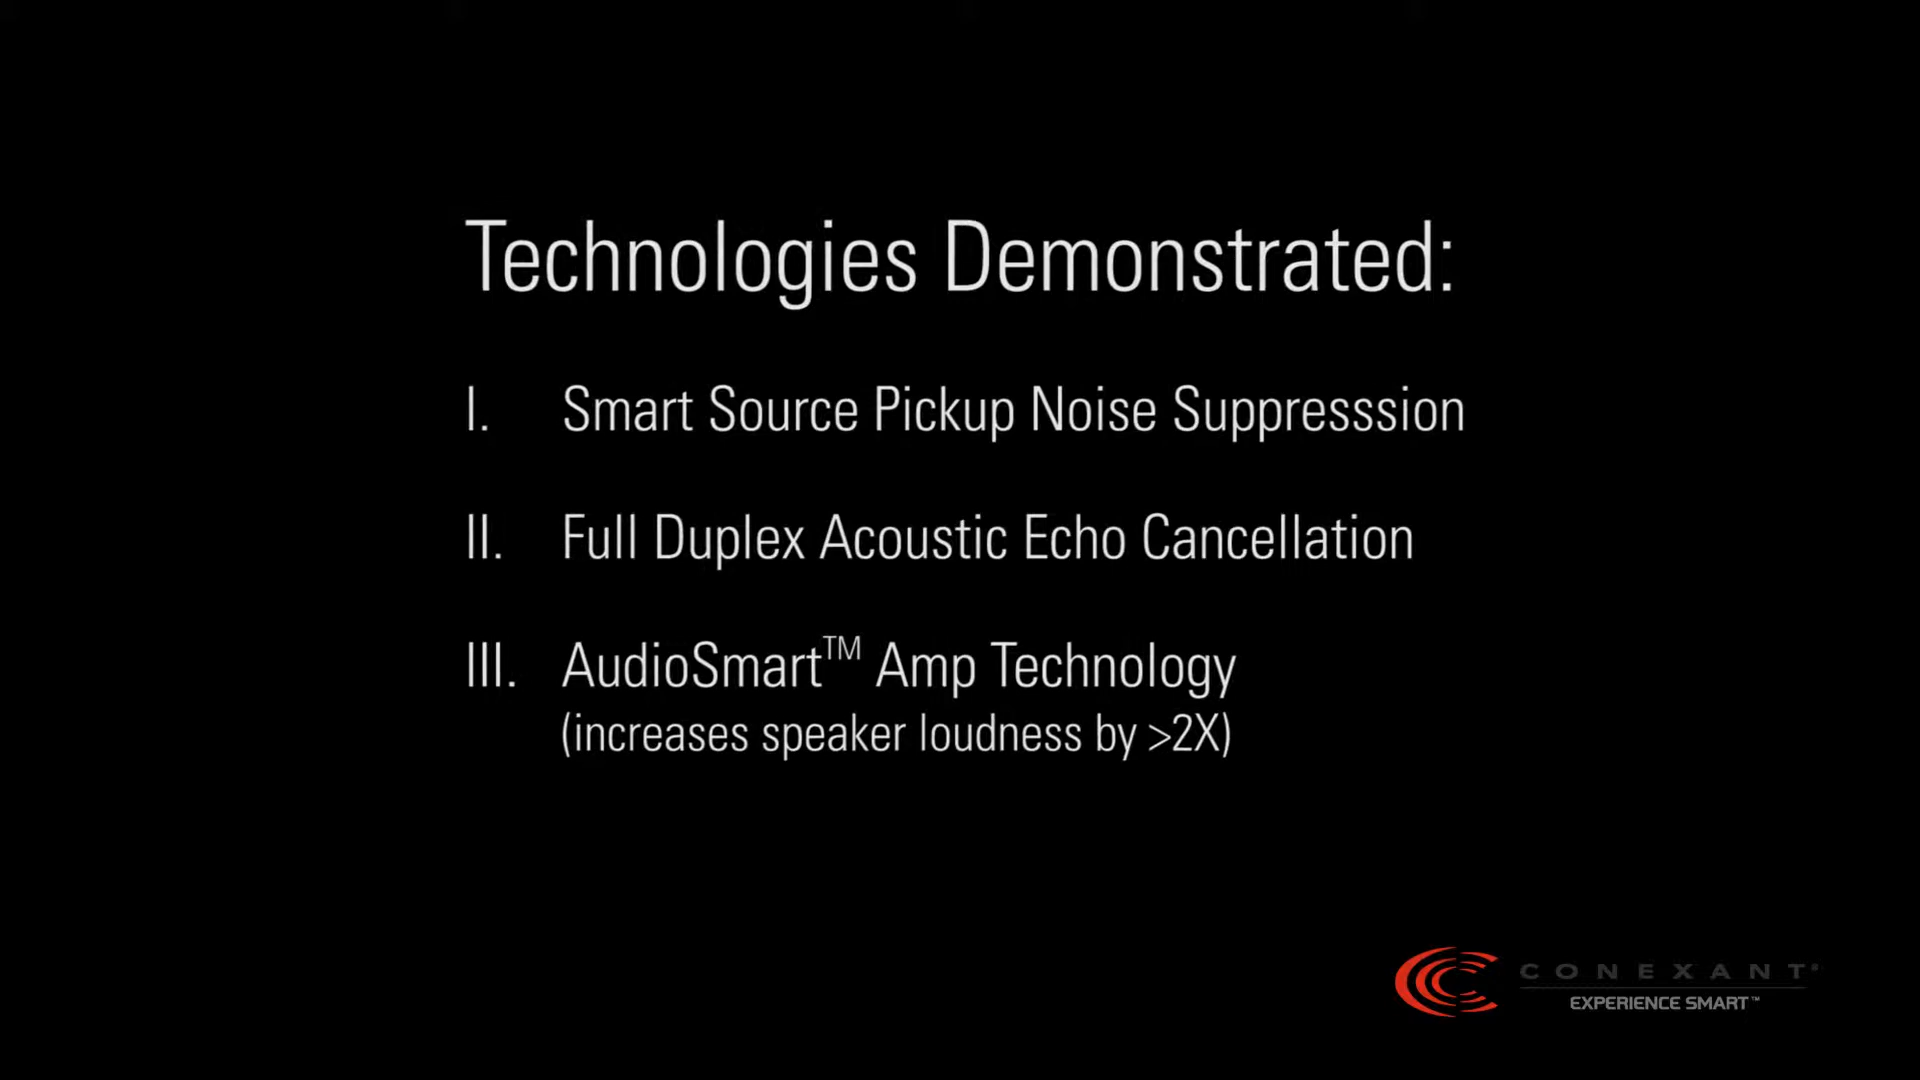 Technologies Demonstrated:
I. Smart Source Pickup Noise Suppresssion
II. Full Duplex Acoustic Echo Cancellation
III. AudioSmart™ Amp Technology
(increases speaker loudness by >2X)
CONEXANT®
EXPERIENCE SMART™